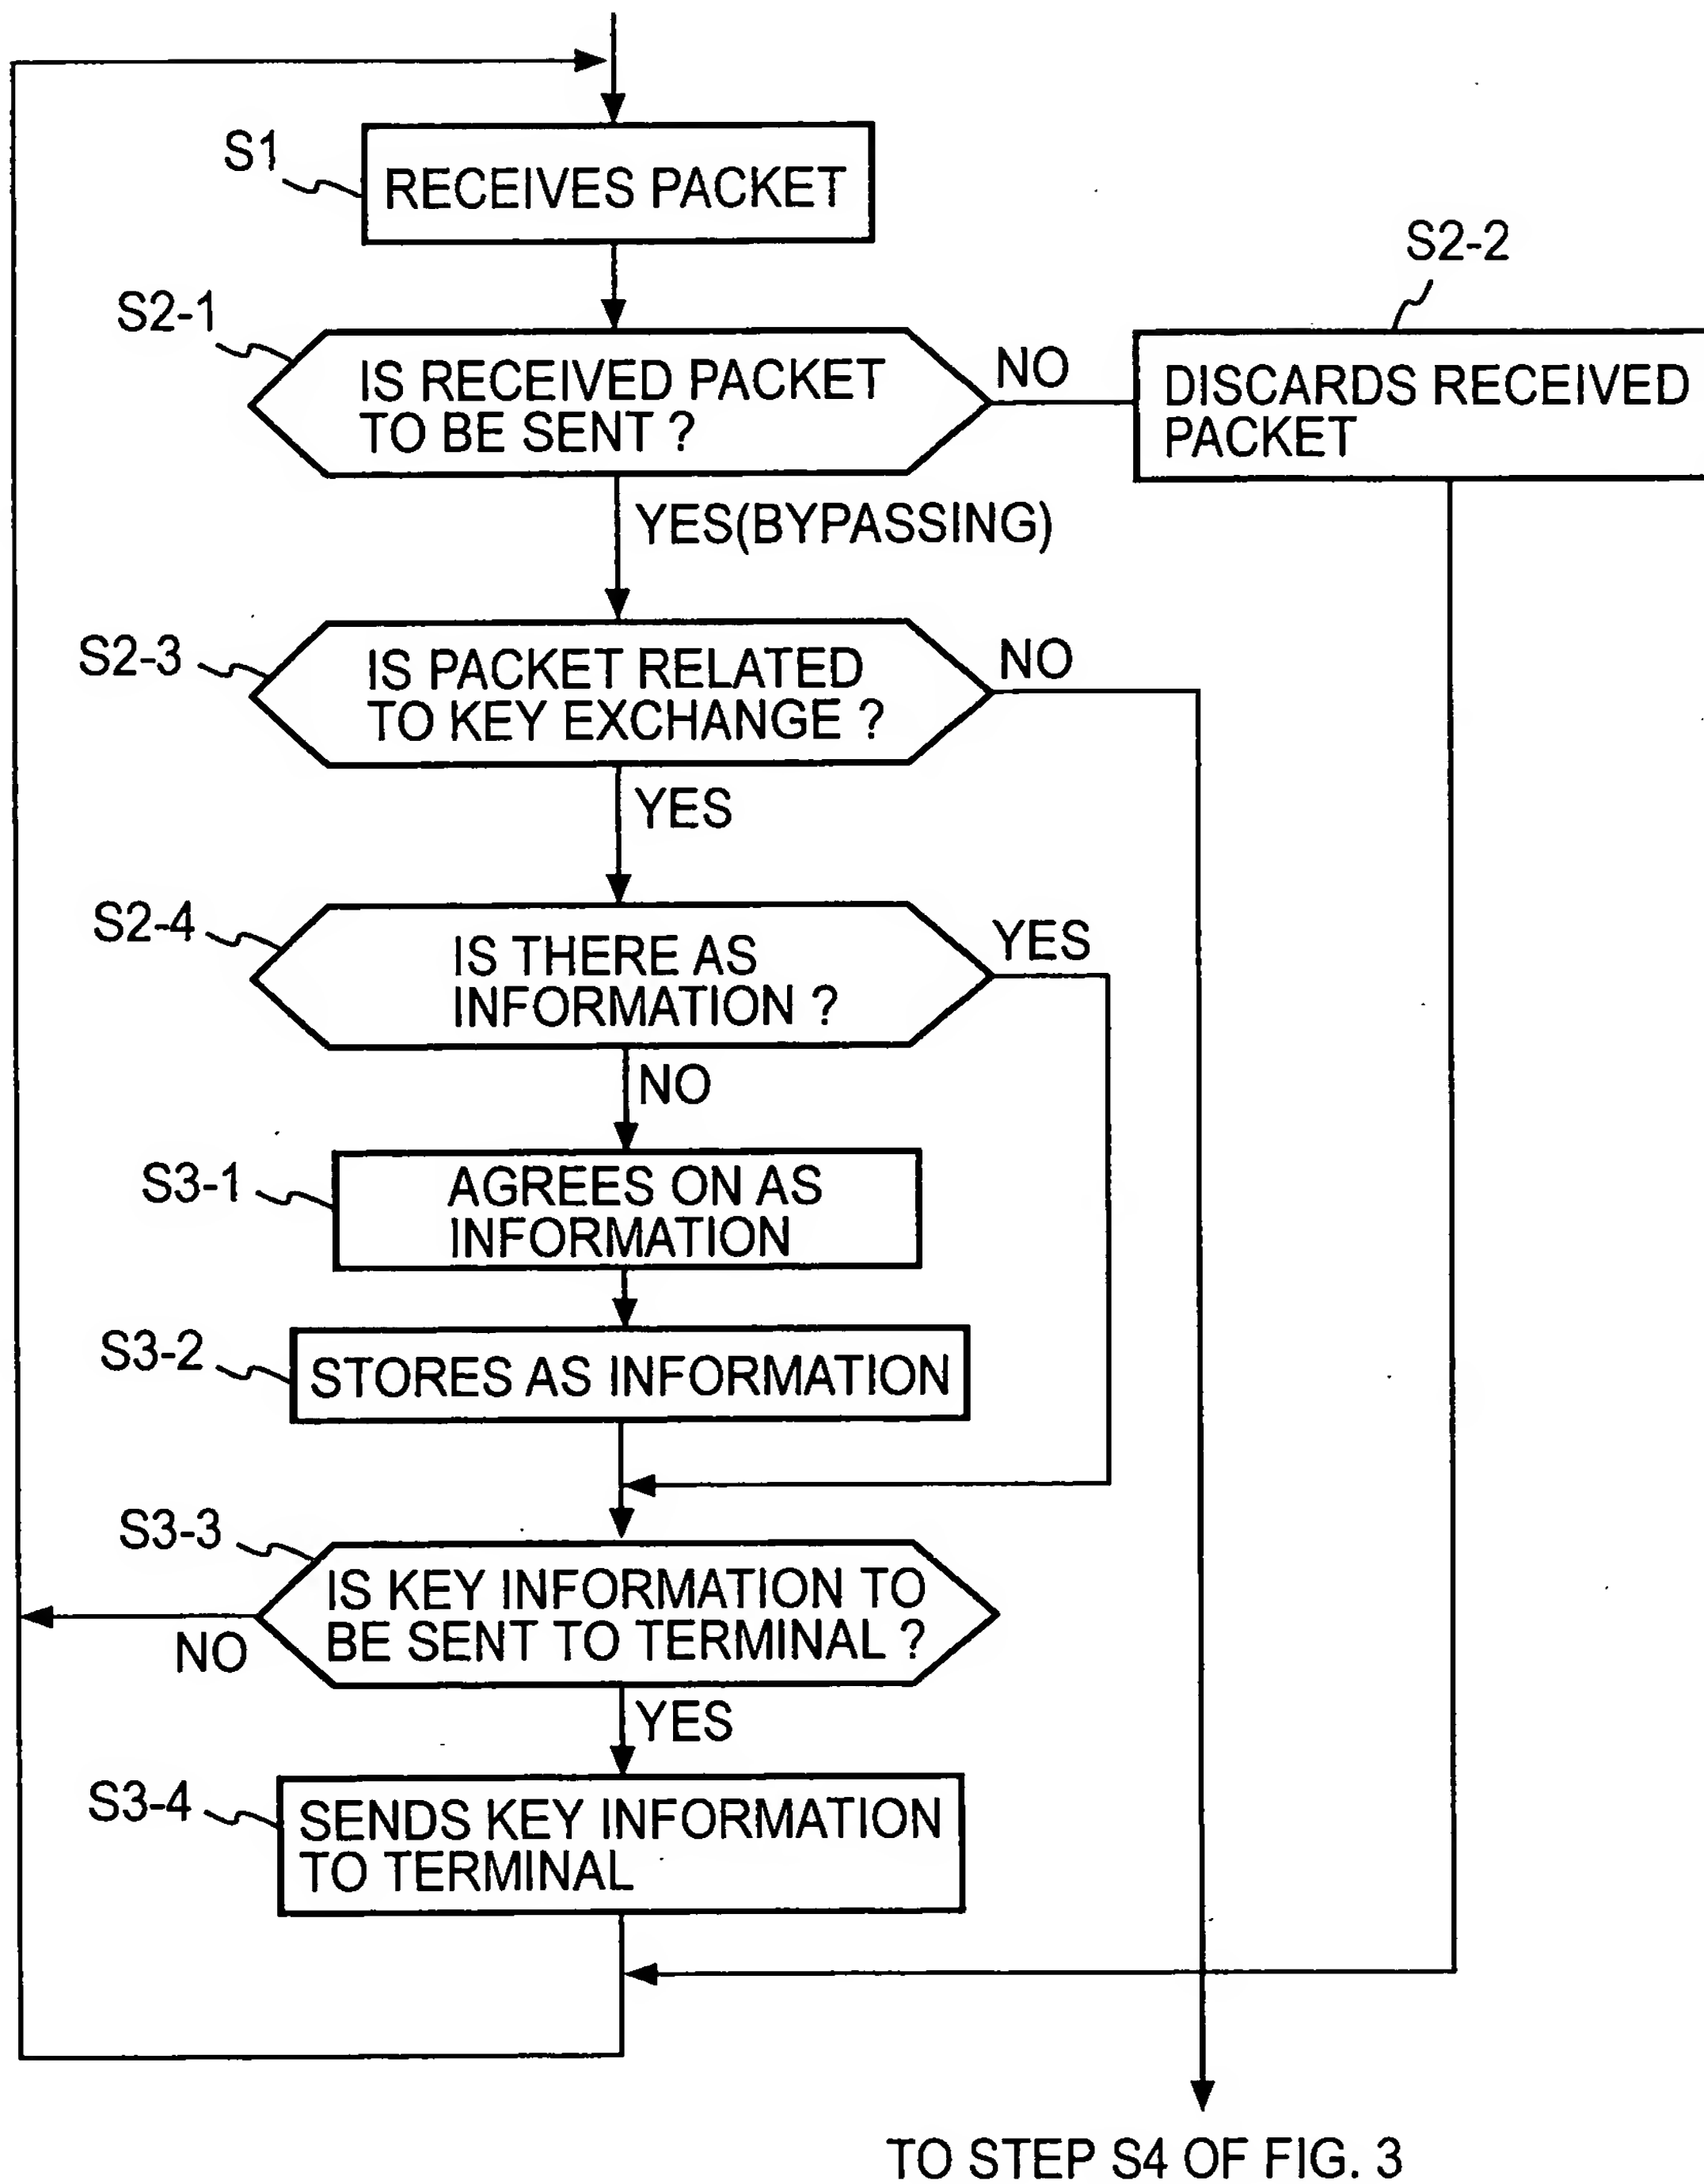 S1
RECEIVES PACKET
S2-2
S2-1
IS RECEIVED PACKET
TO BE SENT ?
NO
DISCARDS RECEIVED
PACKET
YES(BYPASSING)
S2-3
IS PACKET RELATED
TO KEY EXCHANGE ?
NO
YES
S2-4
IS THERE AS
INFORMATION ?
YES
NO
S3-1
AGREES ON AS
INFORMATION
S3-2
STORES AS INFORMATION
S3-3
IS KEY INFORMATION TO
BE SENT TO TERMINAL ?
NO
YES
S3-4
SENDS KEY INFORMATION
TO TERMINAL
TO STEP S4 OF FIG. 3